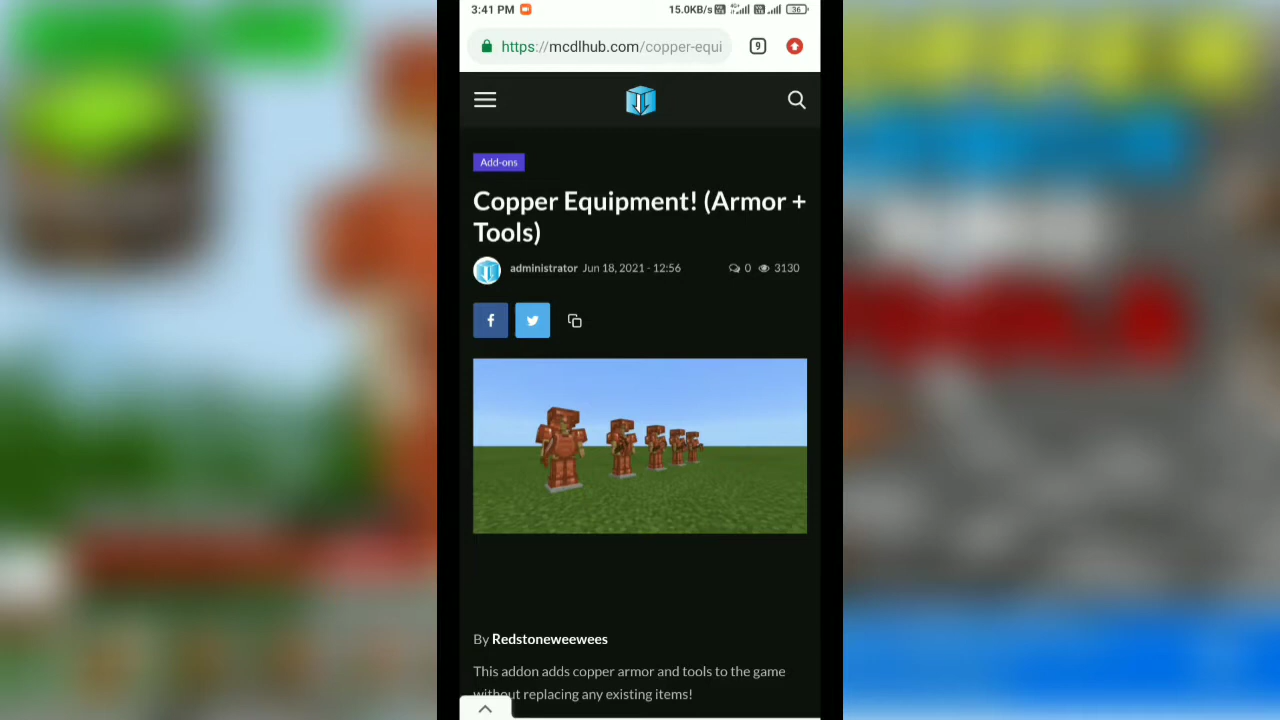 3:41 PM 15.0KB/s 4G+ 36
https://mcdlhub.com/copper-equi 9
Add-ons
Copper Equipment! (Armor +
Tools)
administrator Jun 18, 2021 - 12:56 0 3130
By Redstoneweewees
This addon adds copper armor and tools to the game
without replacing any existing items!